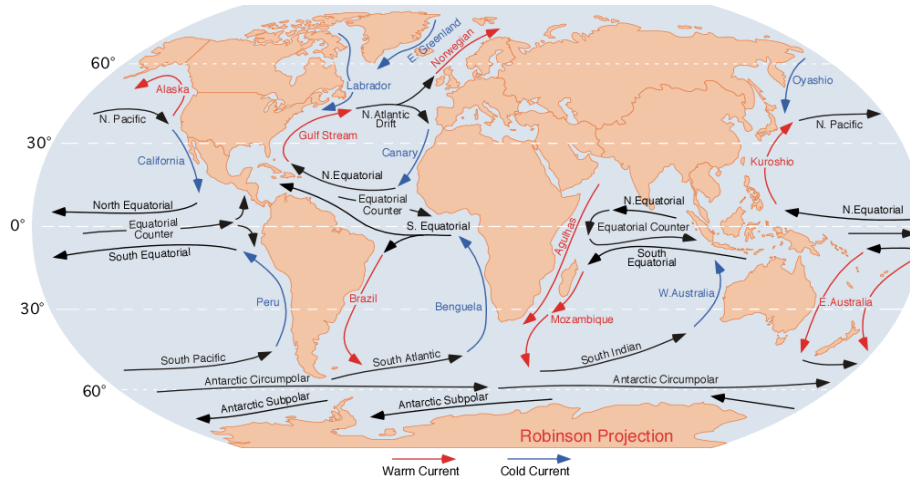 E. Greenland
Norwegian
60°
Alaska
Labrador
Oyashio
N. Pacific
N.Atlantic
Drift
N. Pacific
Gulf Stream
30°
California
Canary
Kuroshio
N.Equatorial
North Equatorial
Equatorial
Counter
N.Equatorial
N.Equatorial
0°
Equatorial
Counter
S. Equatorial
Agulhas
Equatorial Counter
South Equatorial
South
Equatorial
Peru
Brazil
Benguela
W.Australia
E.Australia
30°
Mozambique
South Pacific
South Atlantic
South Indian
Antarctic Circumpolar
Antarctic Circumpolar
60°
Antarctic Subpolar
Antarctic Subpolar
Robinson Projection
Warm Current
Cold Current